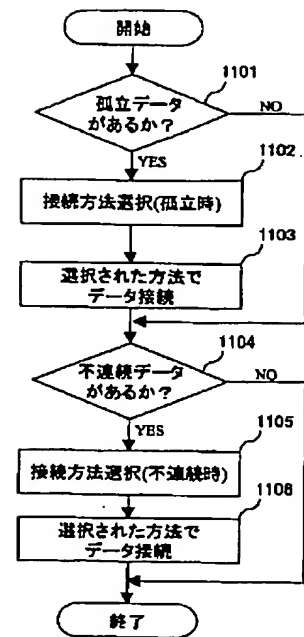 開始
1101
孤立データ
があるか?
NO
YES
1102
接続方法選択(孤立時)
1103
選択された方法で
データ接続
1104
不連続データ
があるか?
NO
YES
1105
接続方法選択(不連続時)
1106
選択された方法で
データ接続
終了